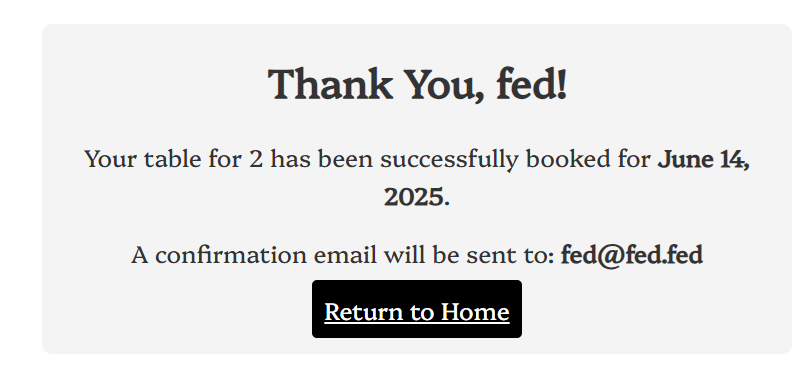 Thank You, fed!
Your table for 2 has been successfully booked for June 14,
2025.
A confirmation email will be sent to: fed@fed.fed
Return to Home